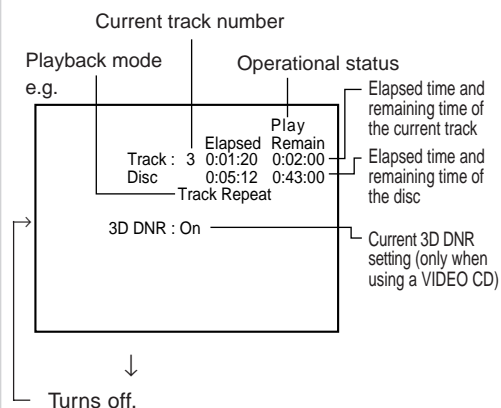 Current track number
Playback mode
Operational status
e.g.
Play
Elapsed Remain
Track : 3 0:01:20 0:02:00
Disc 0:05:12 0:43:00
Track Repeat
3D DNR : On
Elapsed time and
remaining time of
the current track
Elapsed time and
remaining time of
the disc
Current 3D DNR
setting (only when
using a VIDEO CD)
Turns off.